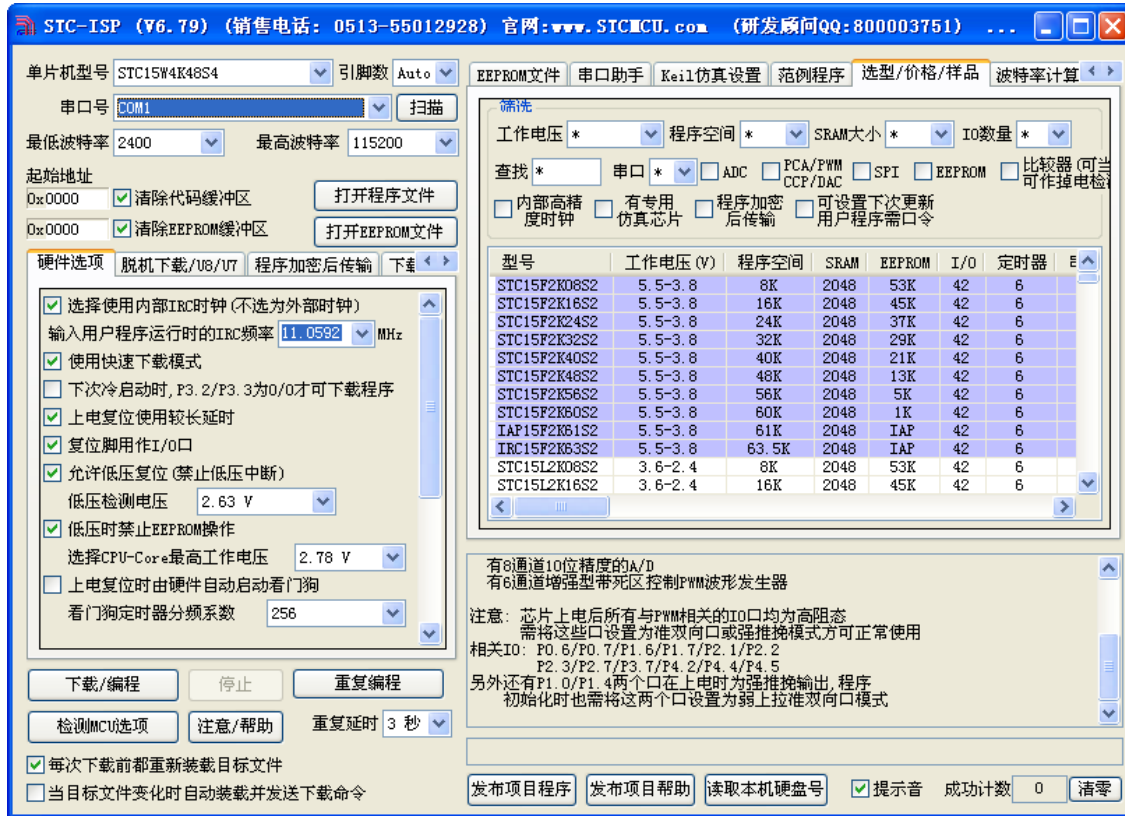 STC-ISP (V6.79) (销售电话: 0513-55012928) 官网:www.STCMCU.com (研发顾问QQ:800003751) ...
单片机型号 STC15W4K48S4 引脚数 Auto
串口号 COM1 扫描
最低波特率 2400 最高波特率 115200
起始地址
0x0000 清除代码缓冲区 打开程序文件
0x0000 清除EEPROM缓冲区 打开EEPROM文件
硬件选项 脱机下载/U8/U7 程序加密后传输 下载
选择使用内部IRC时钟(不选为外部时钟)
输入用户程序运行时的IRC频率 11.0592 MHz
使用快速下载模式
下次冷启动时,P3.2/P3.3为0/0才可下载程序
上电复位使用较长延时
复位脚用作I/O口
允许低压复位(禁止低压中断)
低压检测电压 2.63 V
低压时禁止EEPROM操作
选择CPU-Core最高工作电压 2.78 V
上电复位时由硬件自动启动看门狗
看门狗定时器分频系数 256
下载/编程 停止 重复编程
检测MCU选项 注意/帮助 重复延时 3 秒
每次下载前都重新装载目标文件
当目标文件变化时自动装载并发送下载命令
EEPROM文件 串口助手 Keil仿真设置 范例程序 选型/价格/样品 波特率计算
筛选
工作电压 * 程序空间 * SRAM大小 * IO数量 *
查找 * 串口 * ADC PCA/PWM CCP/DAC SPI EEPROM 比较器(可当 可作掉电检
内部高精度时钟 有专用仿真芯片 程序加密后传输 可设置下次更新用户程序需口令
型号 工作电压(V) 程序空间 SRAM EEPROM I/O 定时器
STC15F2K08S2 5.5-3.8 8K 2048 53K 42 6
STC15F2K16S2 5.5-3.8 16K 2048 45K 42 6
STC15F2K24S2 5.5-3.8 24K 2048 37K 42 6
STC15F2K32S2 5.5-3.8 32K 2048 29K 42 6
STC15F2K40S2 5.5-3.8 40K 2048 21K 42 6
STC15F2K48S2 5.5-3.8 48K 2048 13K 42 6
STC15F2K56S2 5.5-3.8 56K 2048 5K 42 6
STC15F2K60S2 5.5-3.8 60K 2048 1K 42 6
IAP15F2K61S2 5.5-3.8 61K 2048 IAP 42 6
IRC15F2K63S2 5.5-3.8 63.5K 2048 IAP 42 6
STC15L2K08S2 3.6-2.4 8K 2048 53K 42 6
STC15L2K16S2 3.6-2.4 16K 2048 45K 42 6
有8通道10位精度的A/D
有6通道增强型带死区控制PWM波形发生器
注意: 芯片上电后所有与PWM相关的IO口均为高阻态
需将这些口设置为准双向口或强推挽模式方可正常使用
相关IO: P0.6/P0.7/P1.6/P1.7/P2.1/P2.2
P2.3/P2.7/P3.7/P4.2/P4.4/P4.5
另外还有P1.0/P1.4两个口在上电时为强推挽输出,程序
初始化时也需将这两个口设置为弱上拉准双向口模式
发布项目程序 发布项目帮助 读取本机硬盘号 提示音 成功计数 0 清零